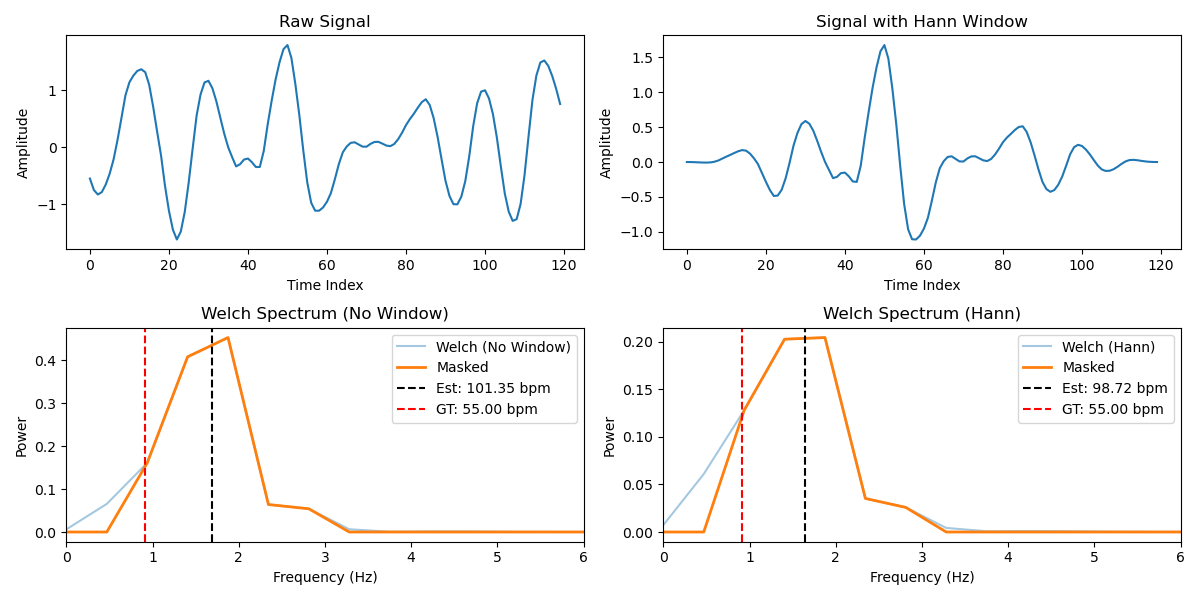 Raw Signal
Amplitude
1
0
−1
0 20 40 60 80 100 120
Time Index
Signal with Hann Window
Amplitude
1.5
1.0
0.5
0.0
−0.5
−1.0
0 20 40 60 80 100 120
Time Index
Welch Spectrum (No Window)
Power
0.4
0.3
0.2
0.1
0.0
Welch (No Window)
Masked
Est: 101.35 bpm
GT: 55.00 bpm
0 1 2 3 4 5 6
Frequency (Hz)
Welch Spectrum (Hann)
Power
0.20
0.15
0.10
0.05
0.00
Welch (Hann)
Masked
Est: 98.72 bpm
GT: 55.00 bpm
0 1 2 3 4 5 6
Frequency (Hz)